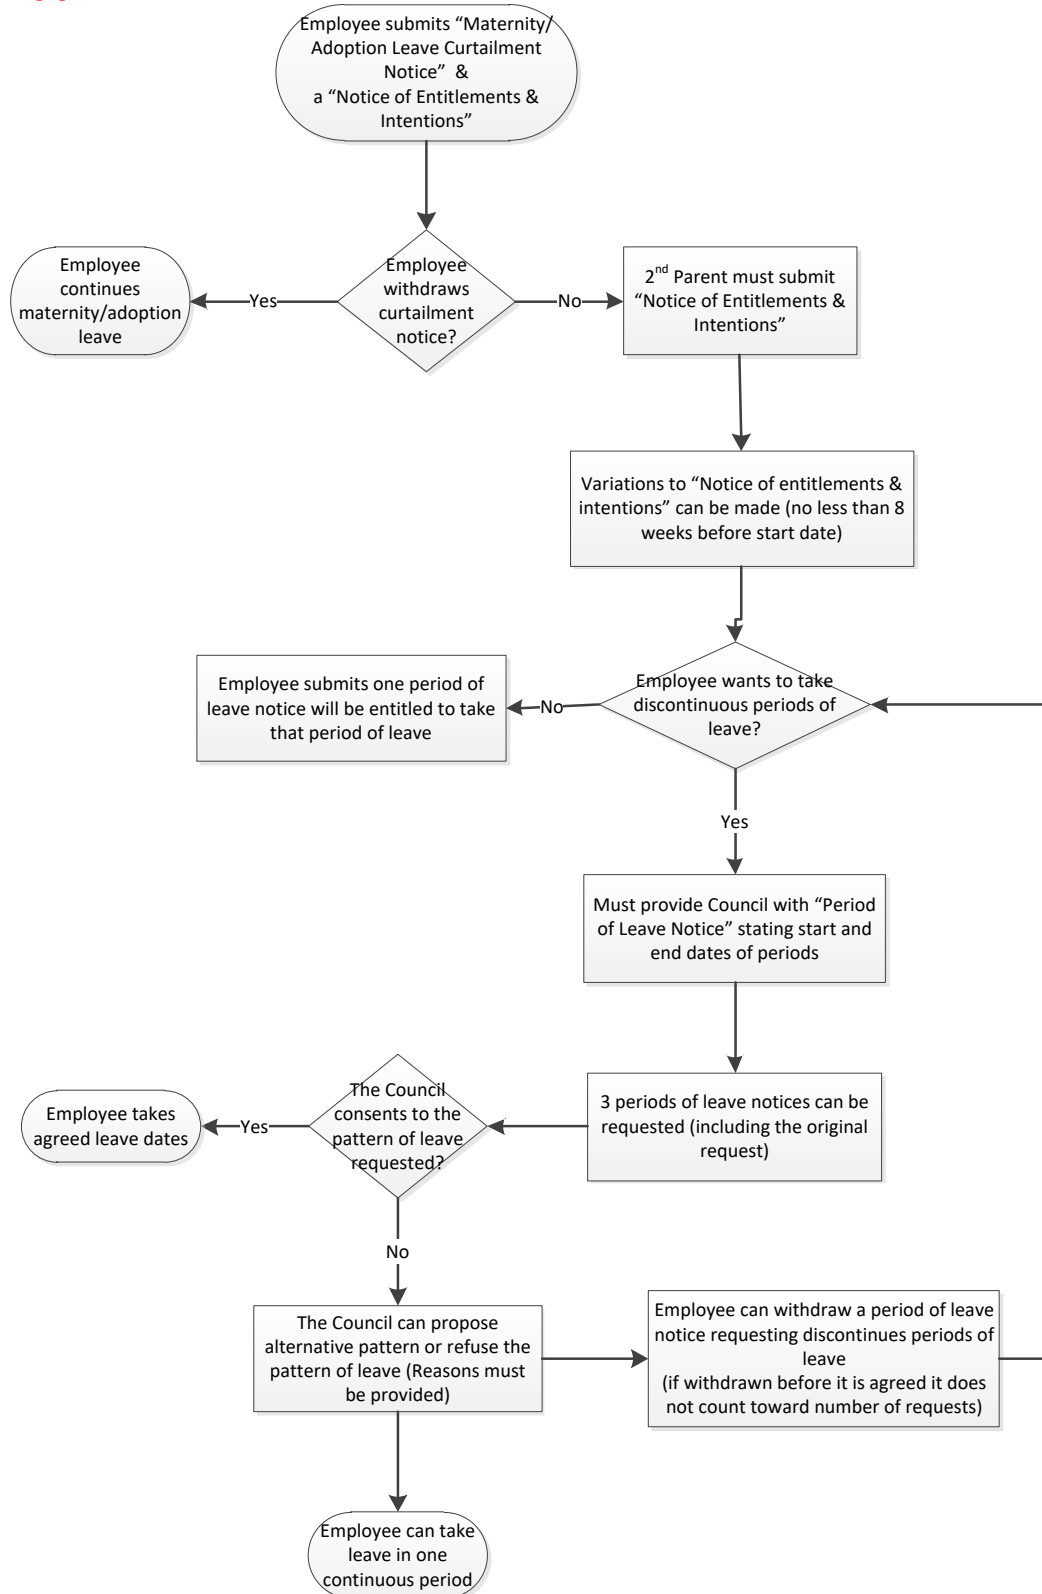 Employee submits “Maternity/
Adoption Leave Curtailment
Notice” &
a “Notice of Entitlements &
Intentions”
Employee
withdraws
curtailment
notice?
Yes
No
Employee
continues
maternity/adoption
leave
2nd Parent must submit
“Notice of Entitlements &
Intentions”
Variations to “Notice of entitlements &
intentions” can be made (no less than 8
weeks before start date)
Employee wants to take
discontinuous periods of
leave?
No
Employee submits one period of
leave notice will be entitled to take
that period of leave
Yes
Must provide Council with “Period
of Leave Notice” stating start and
end dates of periods
3 periods of leave notices can be
requested (including the original
request)
The Council
consents to the
pattern of leave
requested?
Yes
Employee takes
agreed leave dates
No
The Council can propose
alternative pattern or refuse the
pattern of leave (Reasons must
be provided)
Employee can withdraw a period of leave
notice requesting discontinues periods of
leave
(if withdrawn before it is agreed it does
not count toward number of requests)
Employee can take
leave in one
continuous period